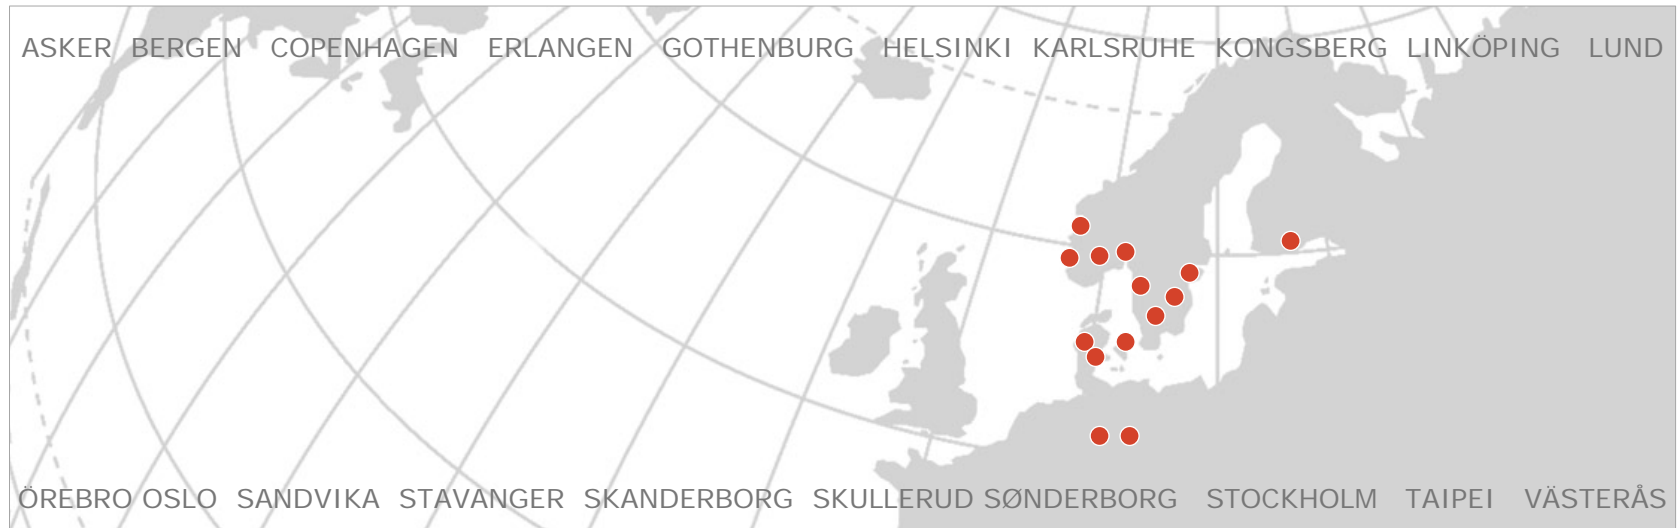 ASKER BERGEN COPENHAGEN ERLANGEN GOTHENBURG HELSINKI KARLSRUHE KONGSBERG LINKÖPING LUND
ÖREBRO OSLO SANDVIKA STAVANGER SKANDERBORG SKULLERUD SØNDERBORG STOCKHOLM TAIPEI VÄSTERÅS